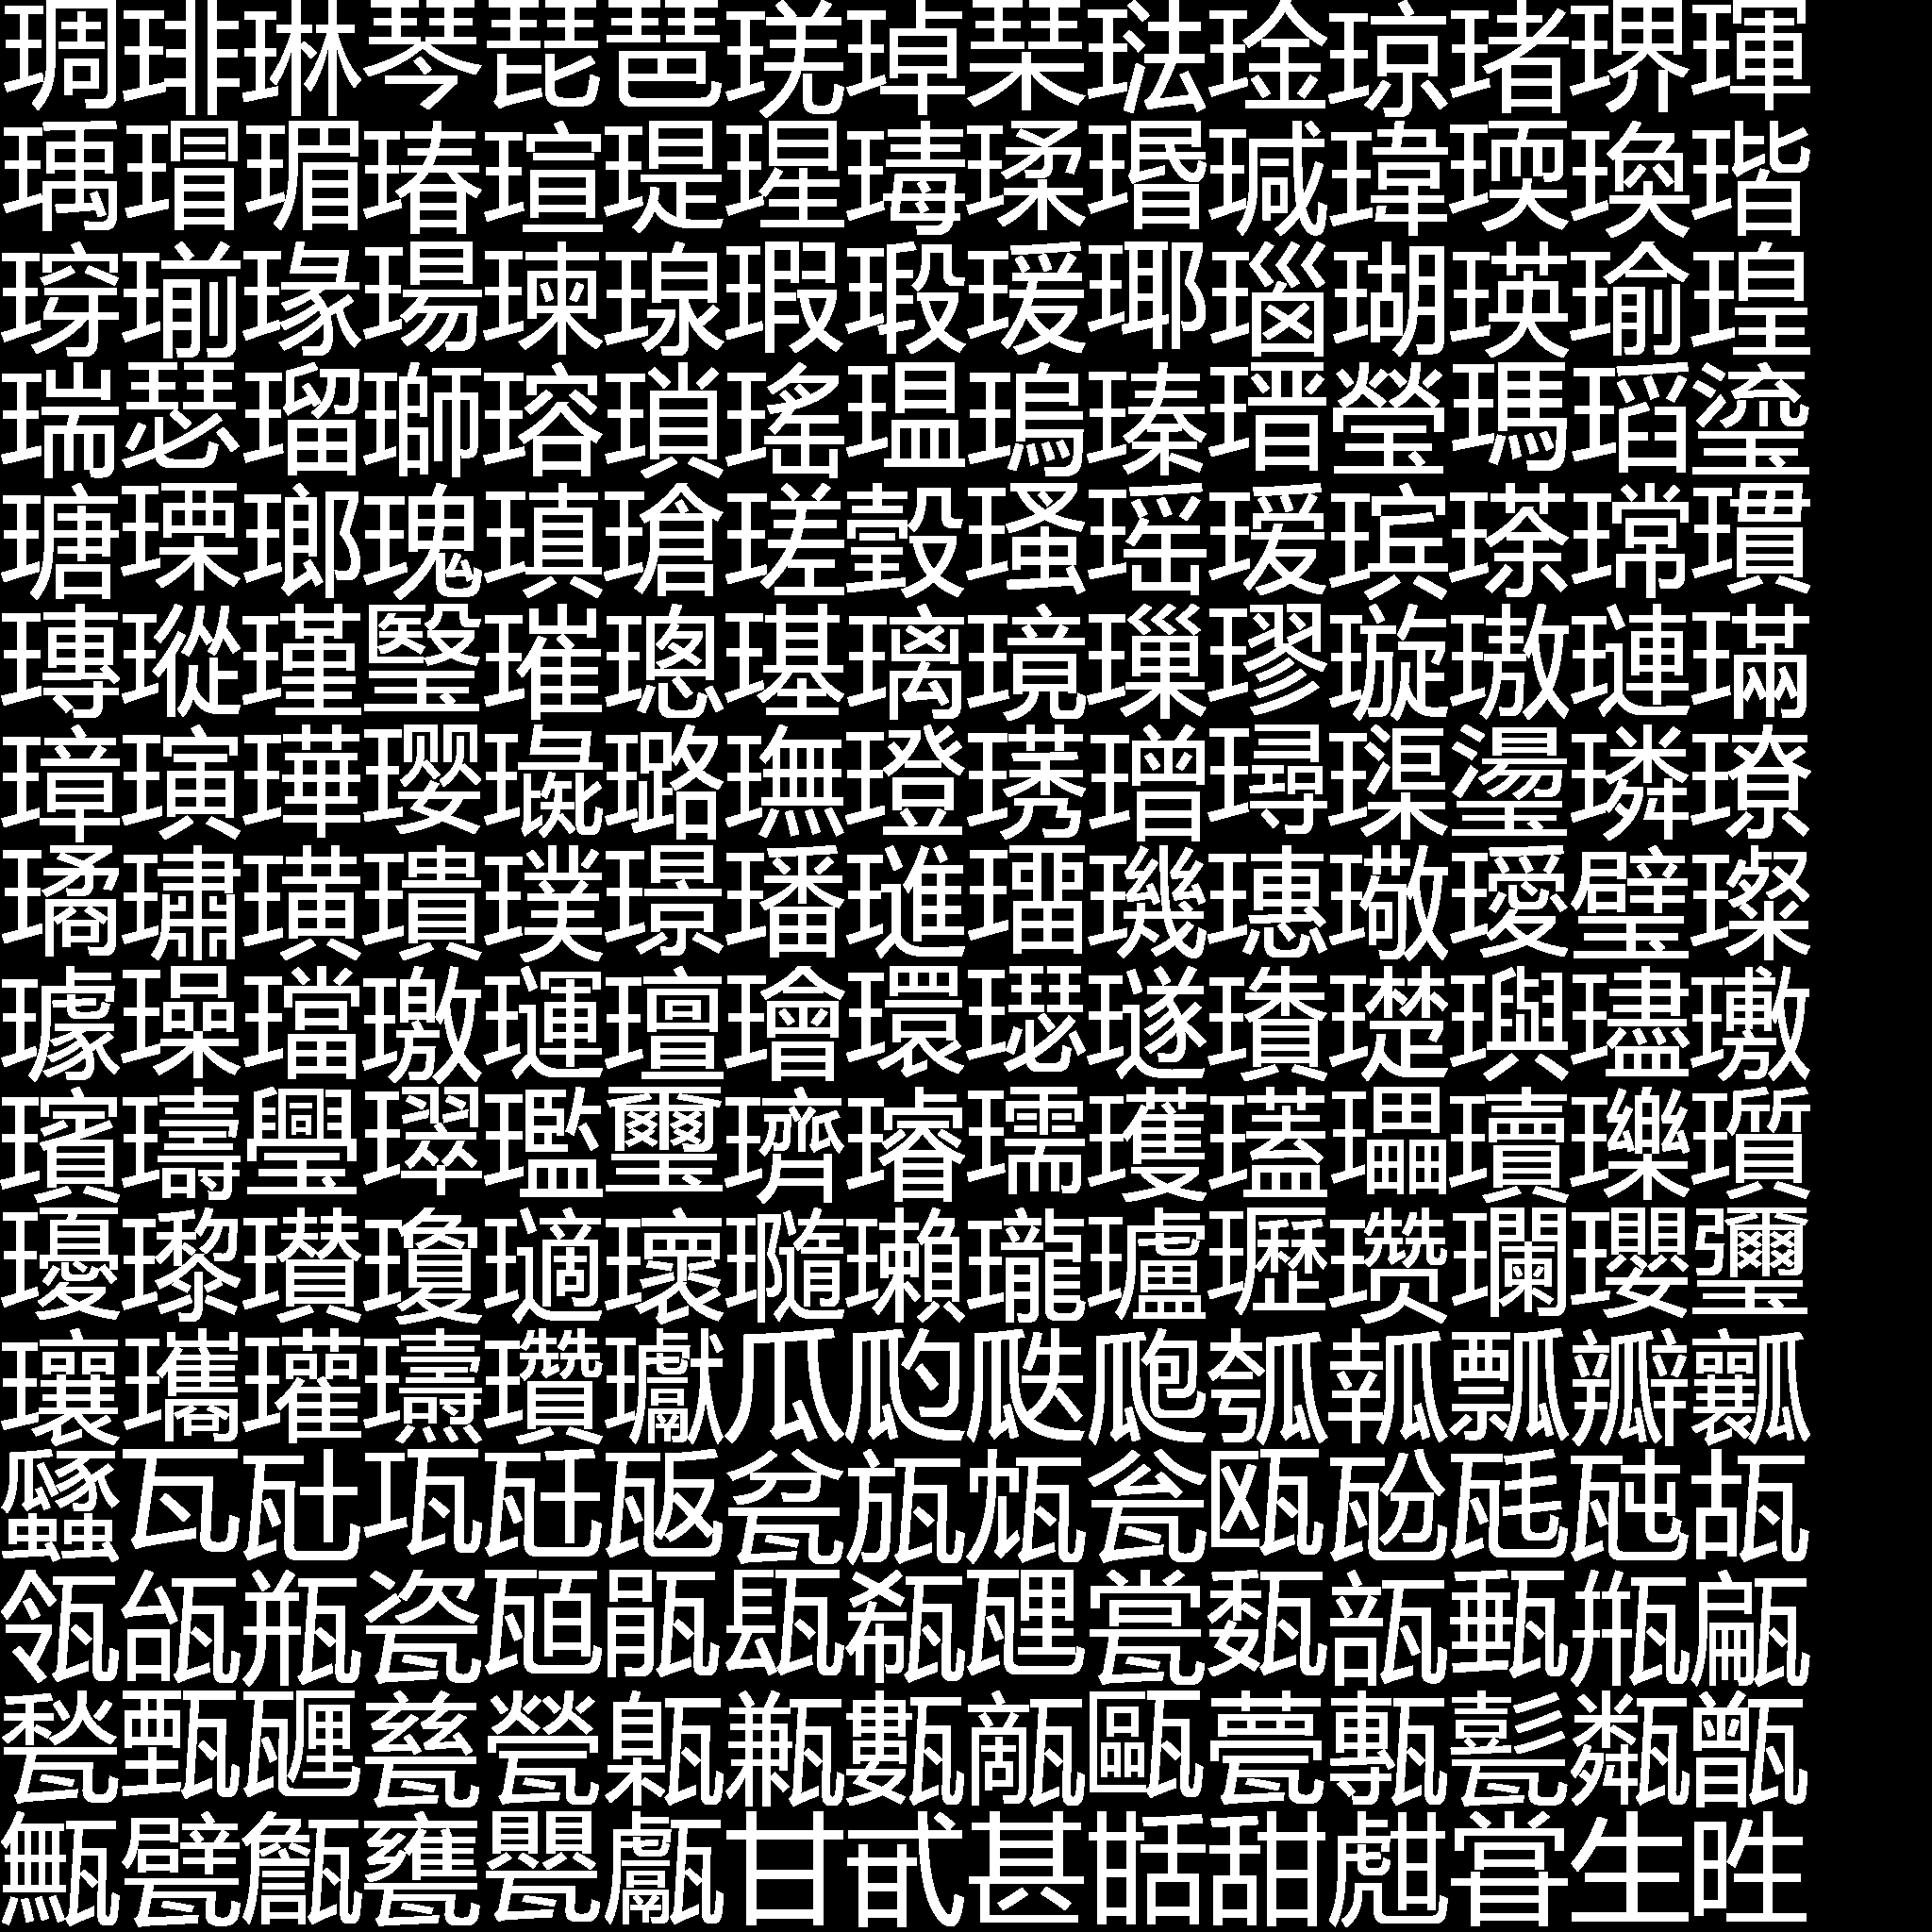 琱琲琳琴琵琶琷琸琹琺琻琼琽琾琿
瑀瑁瑂瑃瑄瑅瑆瑇瑈瑉瑊瑋瑌瑍瑎
瑏瑐瑑瑒瑓瑔瑕瑖瑗瑘瑙瑚瑛瑜瑝
瑞瑟瑠瑡瑢瑣瑤瑥瑦瑧瑨瑩瑪瑫瑬
瑭瑮瑯瑰瑱瑲瑳瑴瑵瑶瑷瑸瑹瑺瑻
瑼瑽瑾瑿璀璁璂璃璄璅璆璇璈璉璊
璋璌璍璎璏璐璑璒璓璔璕璖璗璘璙
璚璛璜璝璞璟璠璡璢璣璤璥璦璧璨
璩璪璫璬璭璮璯環璱璲璳璴璵璶璷
璸璹璺璻璼璽璾璿瓀瓁瓂瓃瓄瓅瓆
瓇瓈瓉瓊瓋瓌瓍瓎瓏瓐瓑瓒瓓瓔瓕
瓖瓗瓘瓙瓚瓛瓜瓝瓞瓟瓠瓡瓢瓣瓤
瓥瓦瓧瓨瓩瓪瓫瓬瓭瓮瓯瓰瓱瓲瓳
瓴瓵瓶瓷瓸瓹瓺瓻瓼瓽瓾瓿甀甁甂
甃甄甅甆甇甈甉甊甋甌甍甎甏甐甑
甒甓甔甕甖甗甘甙甚甛甜甝甞生甠